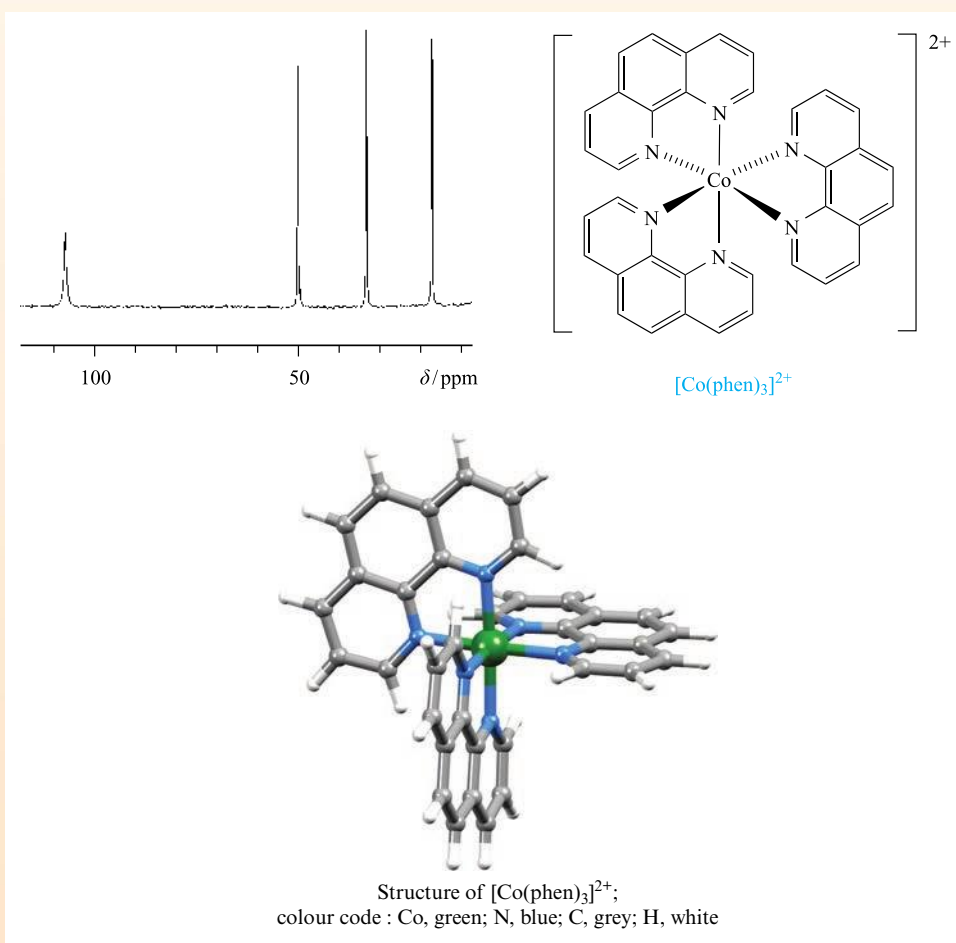 100
50
δ/ppm
2+
N
N
N
Co
N
N
N
[Co(phen)₃]²⁺
Structure of [Co(phen)₃]²⁺;
colour code : Co, green; N, blue; C, grey; H, white